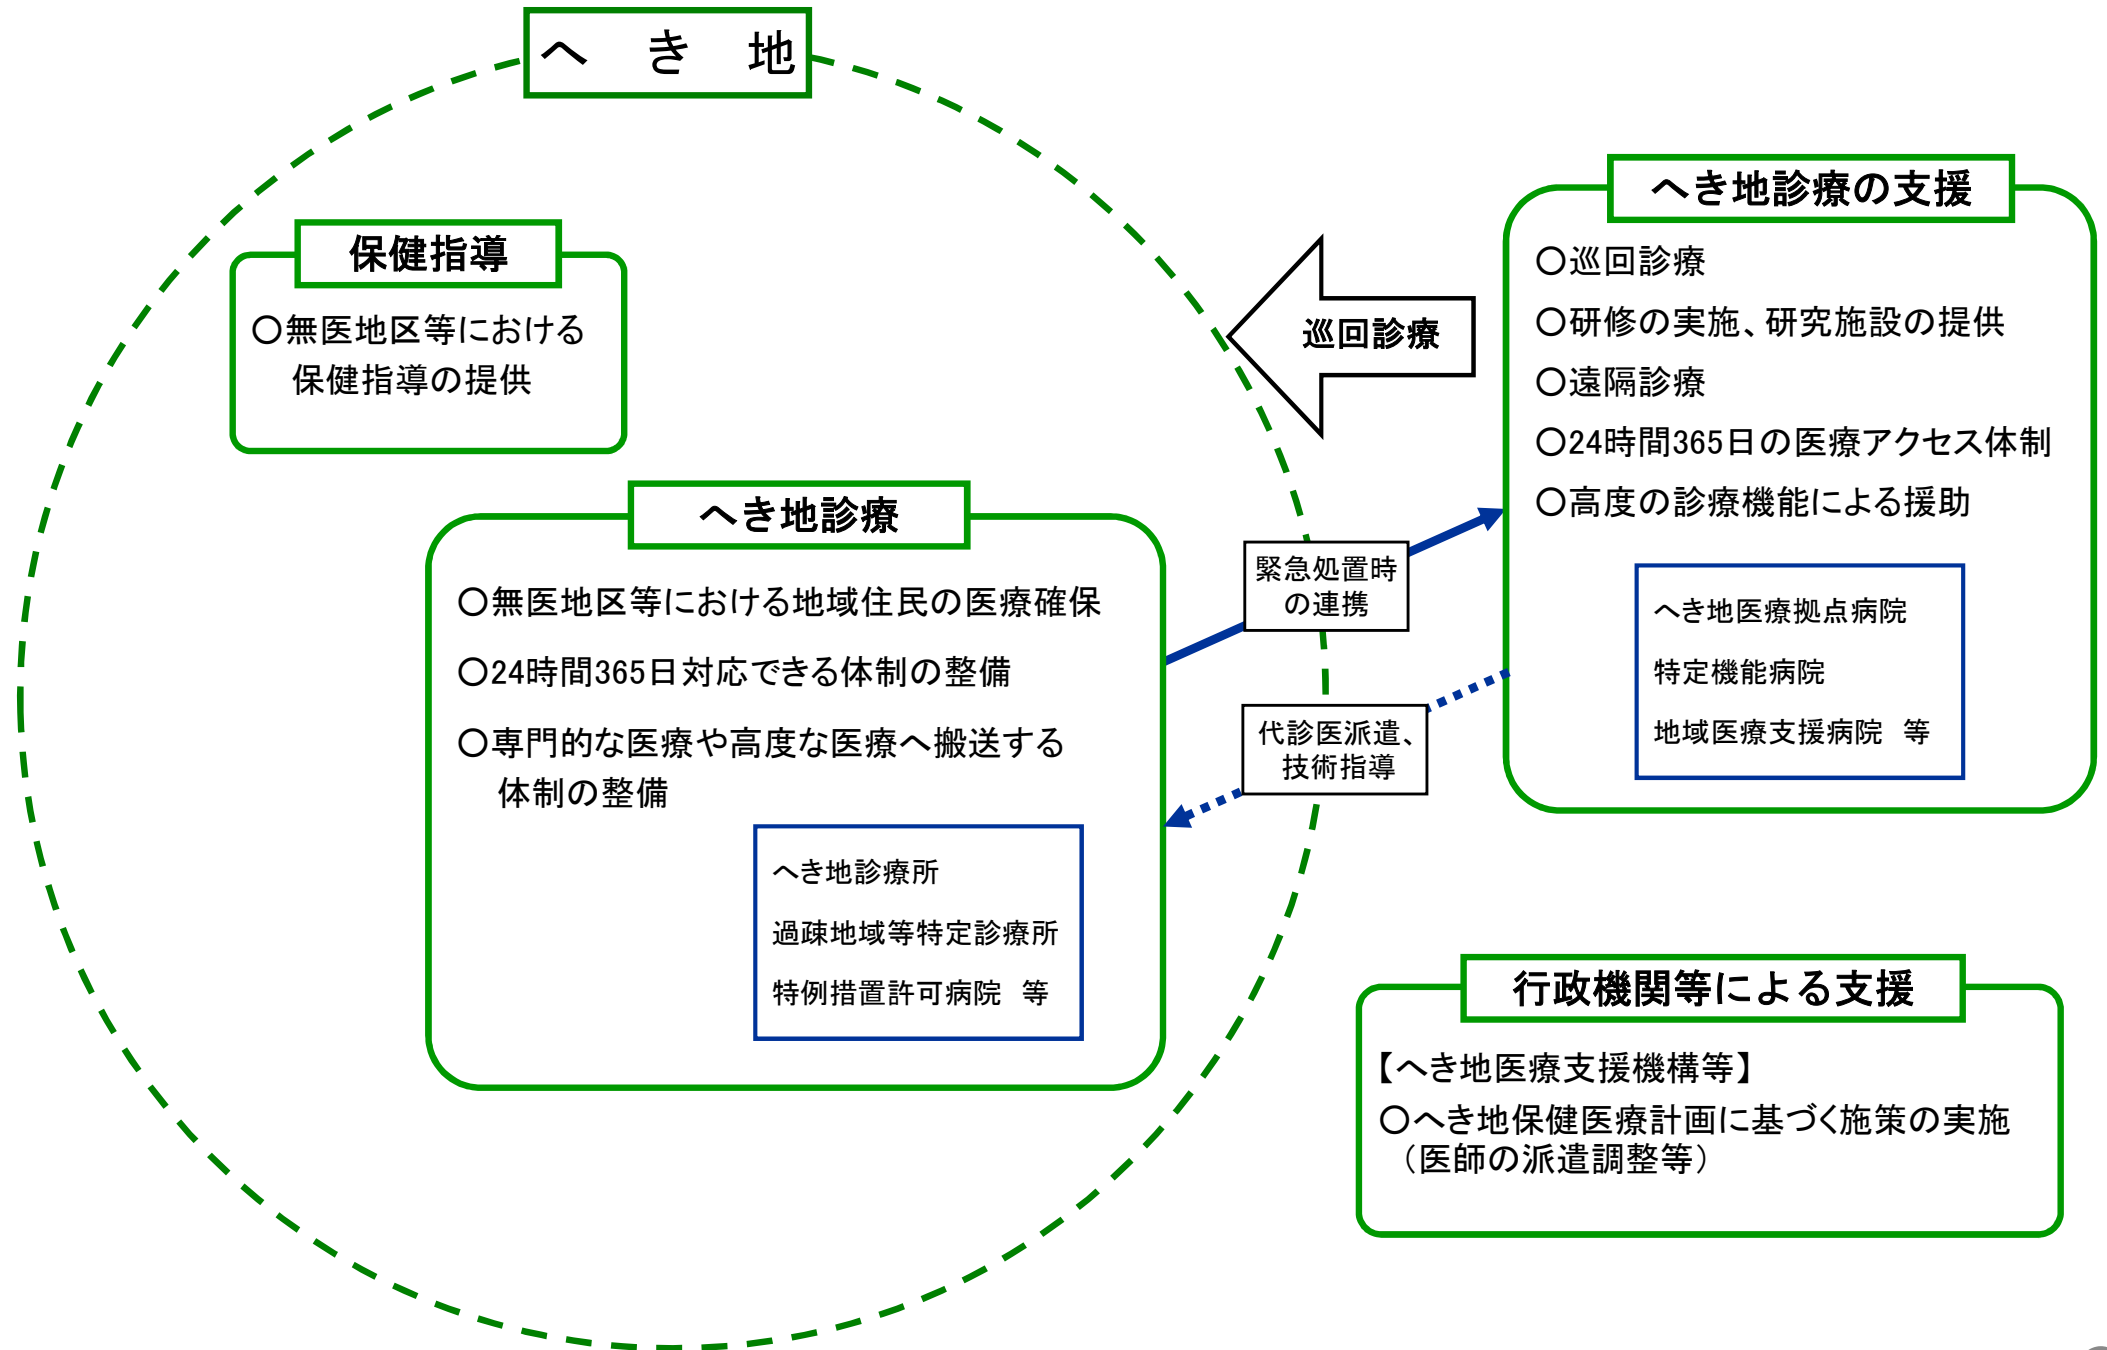 へ き 地
保健指導
○無医地区等における
保健指導の提供
へき地診療
○無医地区等における地域住民の医療確保
○24時間365日対応できる体制の整備
○専門的な医療や高度な医療へ搬送する
体制の整備
へき地診療所
過疎地域等特定診療所
特例措置許可病院 等
巡回診療
緊急処置時
の連携
代診医派遣、
技術指導
へき地診療の支援
○巡回診療
○研修の実施、研究施設の提供
○遠隔診療
○24時間365日の医療アクセス体制
○高度の診療機能による援助
へき地医療拠点病院
特定機能病院
地域医療支援病院 等
行政機関等による支援
【へき地医療支援機構等】
○へき地保健医療計画に基づく施策の実施
（医師の派遣調整等）